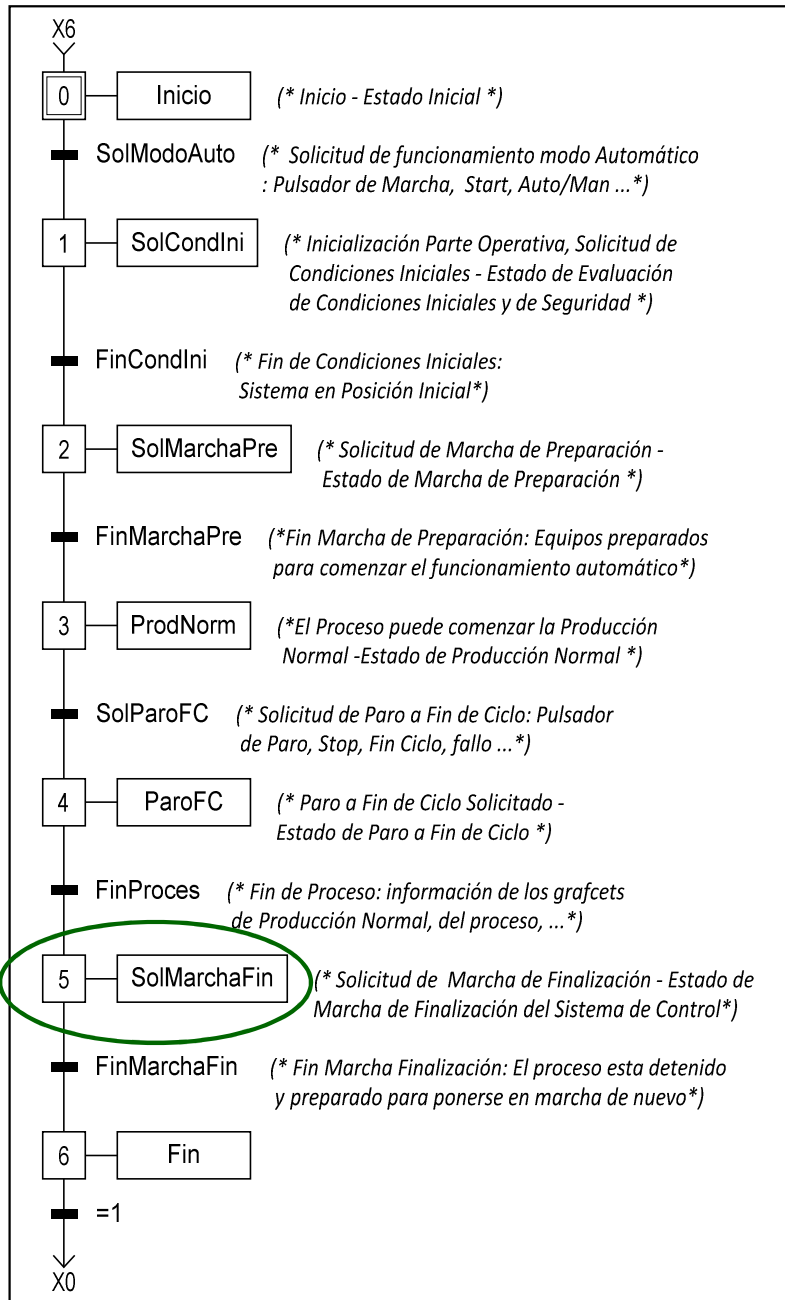 X6
0 Inicio (* Inicio - Estado Inicial *)
SolModoAuto (* Solicitud de funcionamiento modo Automático
: Pulsador de Marcha, Start, Auto/Man ...*)
1 SolCondIni (* Inicialización Parte Operativa, Solicitud de
Condiciones Iniciales - Estado de Evaluación
de Condiciones Iniciales y de Seguridad *)
FinCondIni (* Fin de Condiciones Iniciales:
Sistema en Posición Inicial*)
2 SolMarchaPre (* Solicitud de Marcha de Preparación -
Estado de Marcha de Preparación *)
FinMarchaPre (*Fin Marcha de Preparación: Equipos preparados
para comenzar el funcionamiento automático*)
3 ProdNorm (*El Proceso puede comenzar la Producción
Normal -Estado de Producción Normal *)
SolParoFC (* Solicitud de Paro a Fin de Ciclo: Pulsador
de Paro, Stop, Fin Ciclo, fallo ...*)
4 ParoFC (* Paro a Fin de Ciclo Solicitado -
Estado de Paro a Fin de Ciclo *)
FinProces (* Fin de Proceso: información de los grafcets
de Producción Normal, del proceso, ...*)
5 SolMarchaFin (* Solicitud de Marcha de Finalización - Estado de
Marcha de Finalización del Sistema de Control*)
FinMarchaFin (* Fin Marcha Finalización: El proceso esta detenido
y preparado para ponerse en marcha de nuevo*)
6 Fin
=1
X0